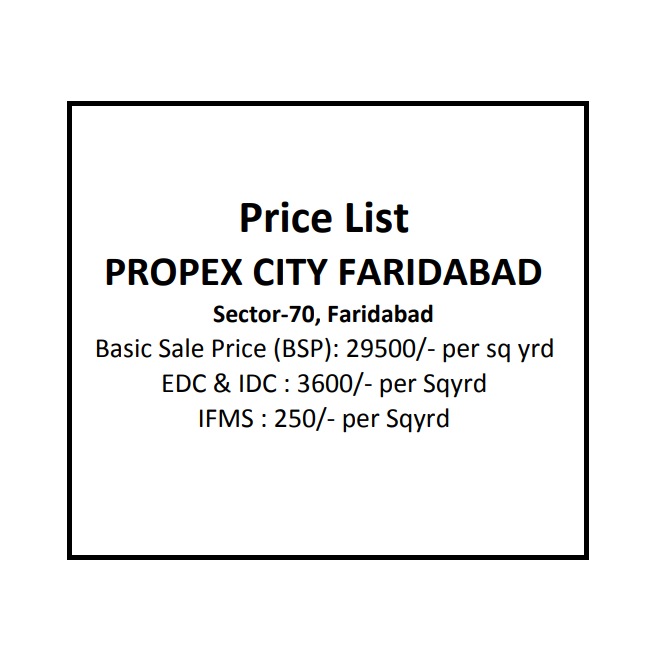 Price List
PROPEX CITY FARIDABAD
Sector-70, Faridabad
Basic Sale Price (BSP): 29500/- per sq yrd
EDC & IDC : 3600/- per Sqyrd
IFMS : 250/- per Sqyrd